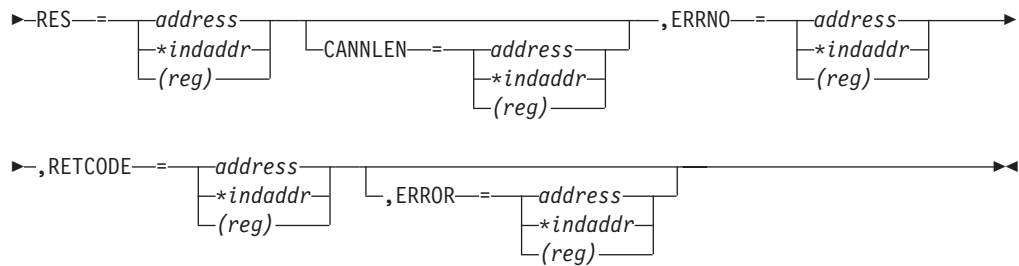 RES = address CANNLEN = address ,ERRNO = address
*indaddr *indaddr *indaddr
(reg) (reg) (reg)
,RETCODE = address ,ERROR = address
*indaddr *indaddr
(reg) (reg)